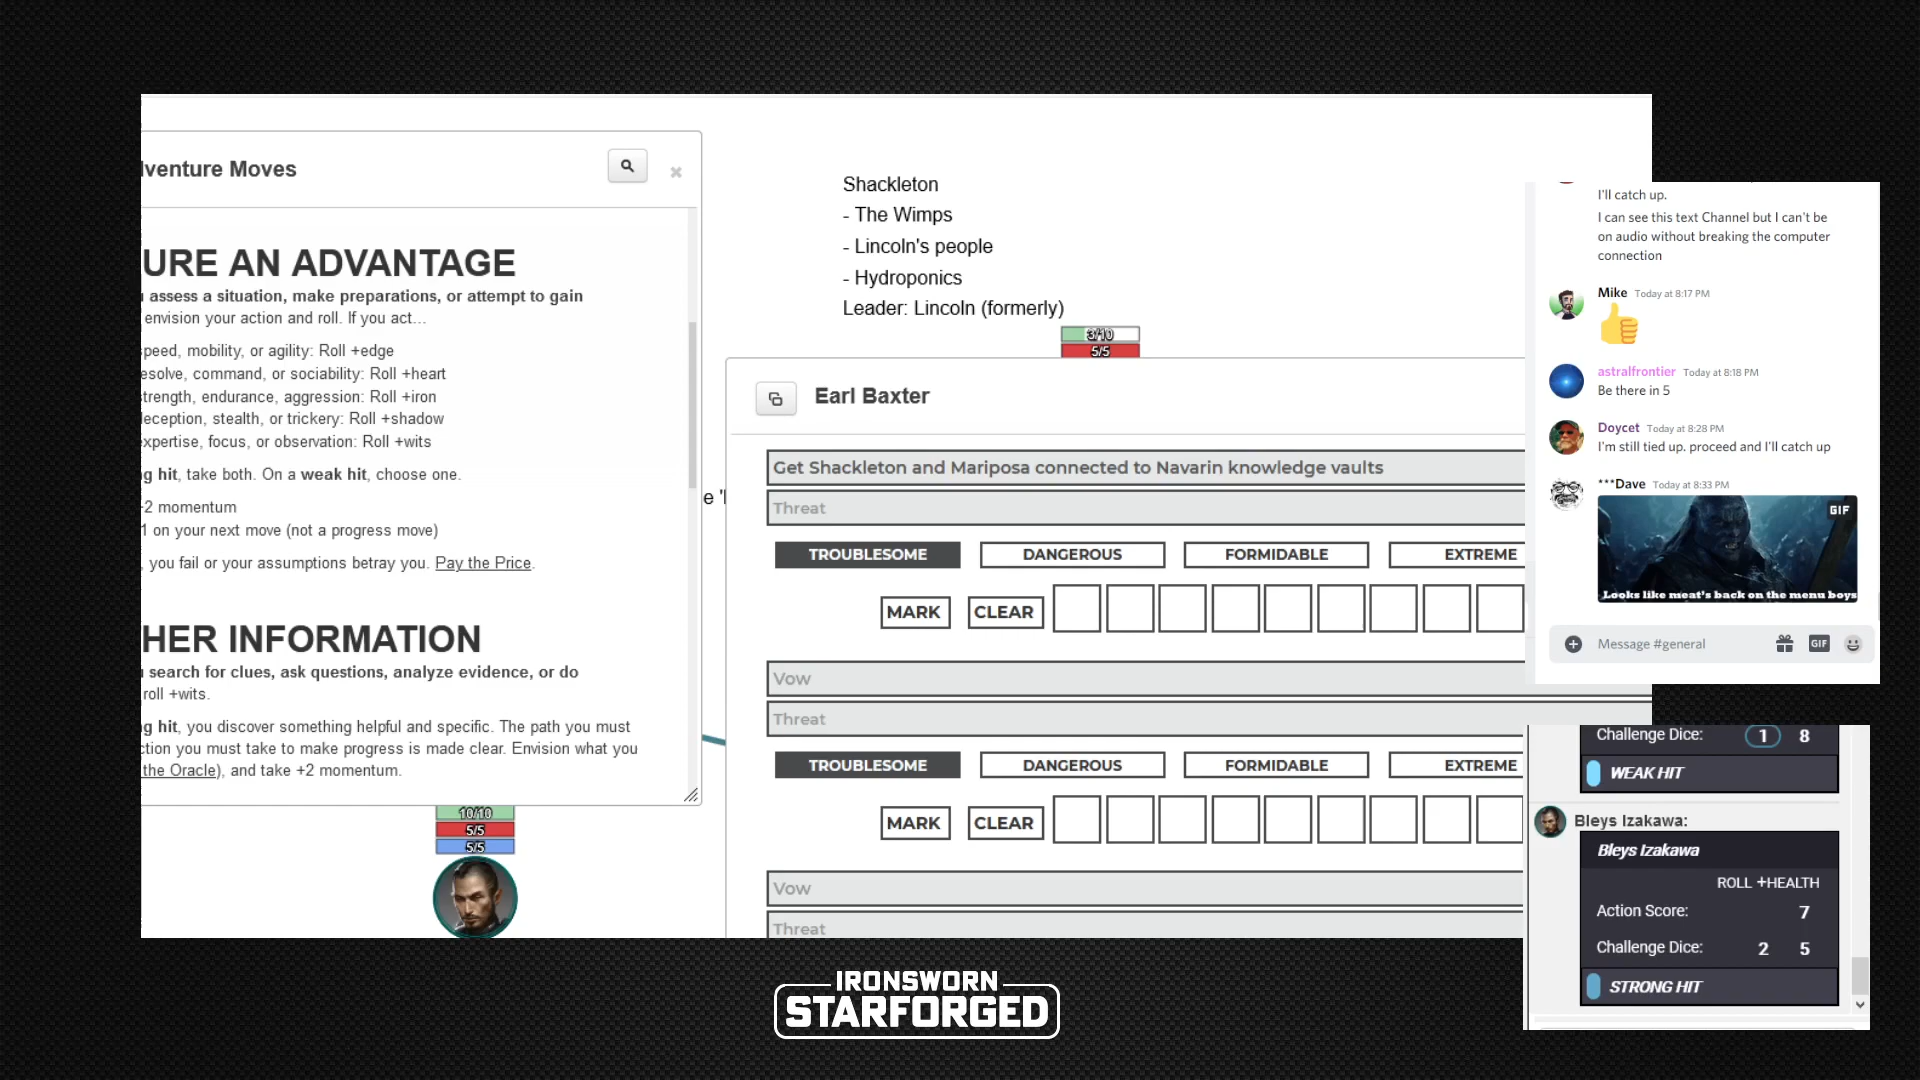 lventure Moves
URE AN ADVANTAGE
assess a situation, make preparations, or attempt to gain
envision your action and roll. If you act…
speed, mobility, or agility: Roll +edge
esolve, command, or sociability: Roll +heart
strength, endurance, aggression: Roll +iron
deception, stealth, or trickery: Roll +shadow
expertise, focus, or observation: Roll +wits
g hit, take both. On a weak hit, choose one.
-2 momentum
1 on your next move (not a progress move)
, you fail or your assumptions betray you. Pay the Price.
HER INFORMATION
search for clues, ask questions, analyze evidence, or do
roll +wits.
g hit, you discover something helpful and specific. The path you must
ction you must take to make progress is made clear. Envision what you
the Oracle), and take +2 momentum.
10/10
5/5
5/5
Shackleton
- The Wimps
- Lincoln's people
- Hydroponics
Leader: Lincoln (formerly)
3/10
5/5
e '
Earl Baxter
Get Shackleton and Mariposa connected to Navarin knowledge vaults
Threat
TROUBLESOME DANGEROUS FORMIDABLE EXTREME
MARK CLEAR
Vow
Threat
TROUBLESOME DANGEROUS FORMIDABLE EXTREME
MARK CLEAR
Vow
Threat
I'll catch up.
I can see this text Channel but I can't be
on audio without breaking the computer
connection
Mike Today at 8:17 PM
astralfrontier Today at 8:18 PM
Be there in 5
Doycet Today at 8:28 PM
I'm still tied up. proceed and I'll catch up
***Dave Today at 8:33 PM
GIF
Looks like meat's back on the menu boys
Message #general GIF
Challenge Dice: 1 8
WEAK HIT
Bleys Izakawa:
Bleys Izakawa
ROLL +HEALTH
Action Score: 7
Challenge Dice: 2 5
STRONG HIT
IRONSWORN
STARFORGED